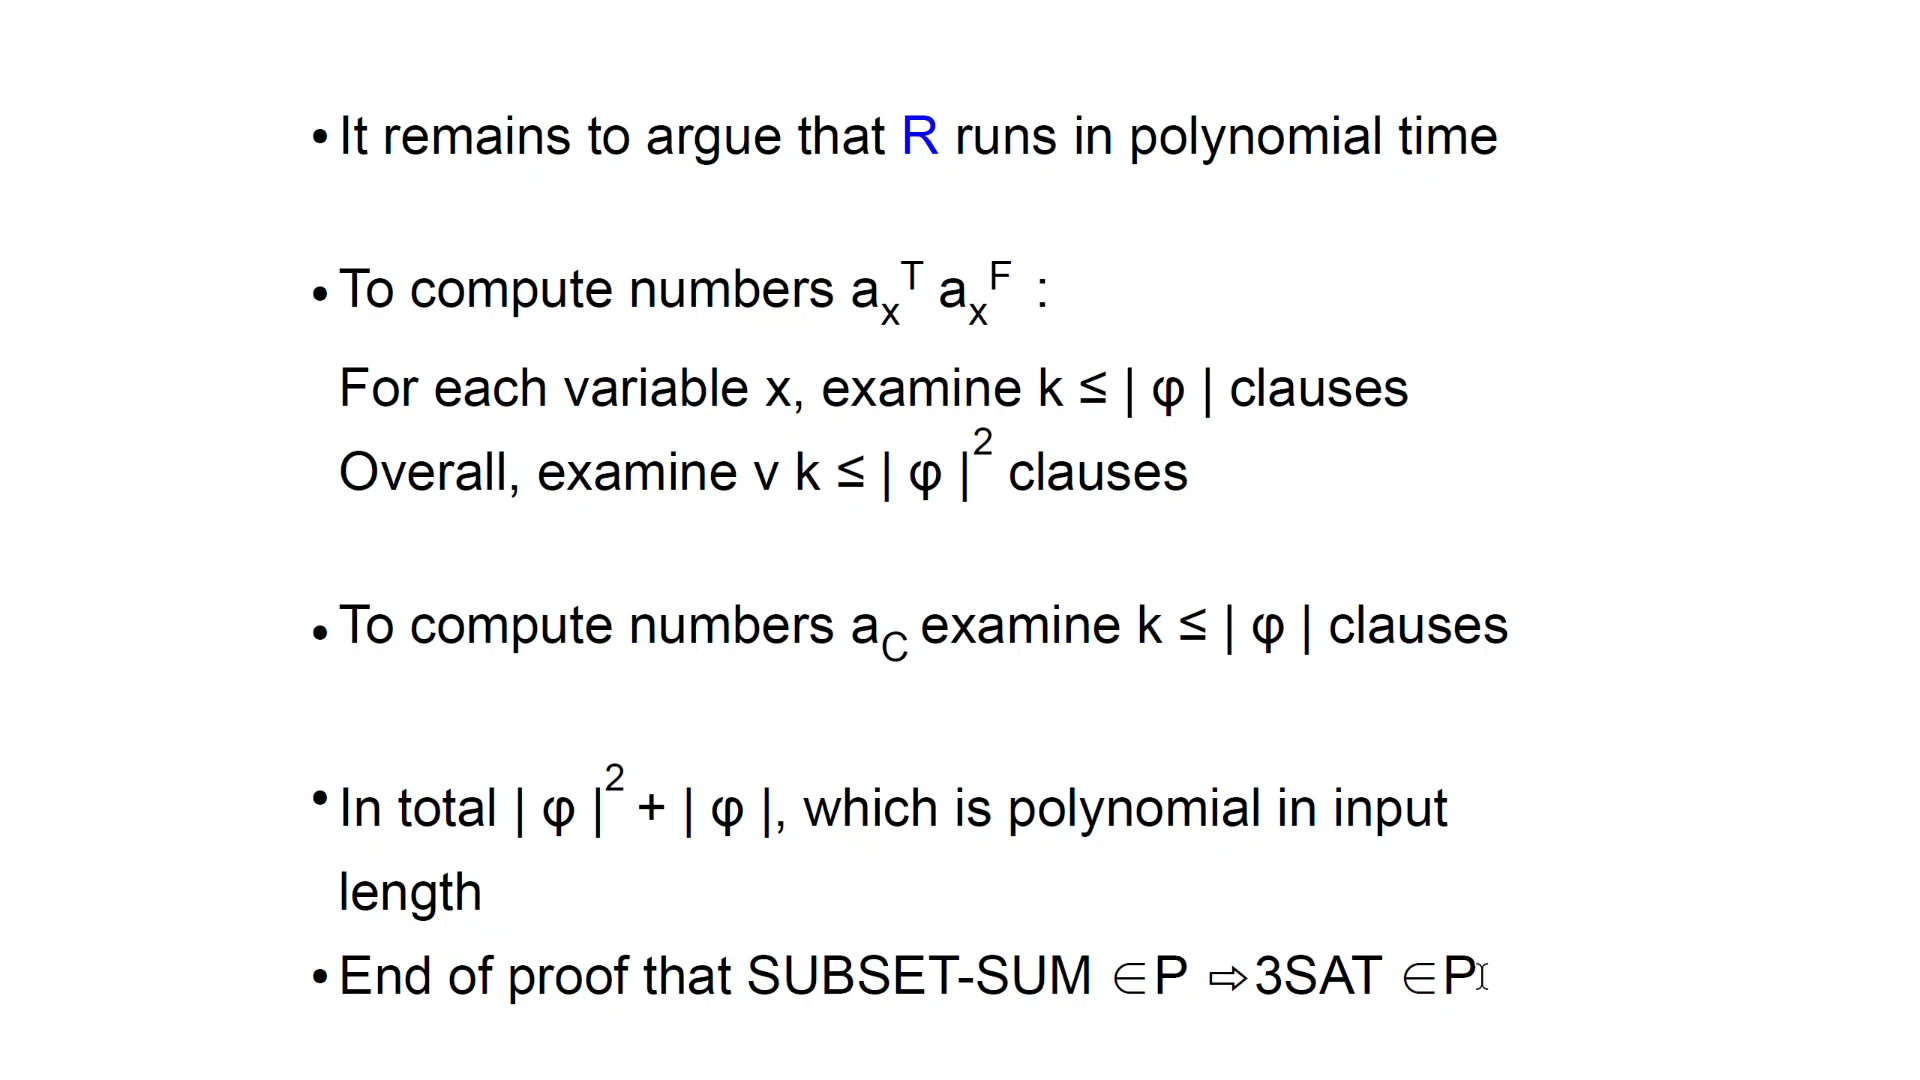 • It remains to argue that R runs in polynomial time
• To compute numbers aₓᵀ aₓF :
For each variable x, examine k ≤ | φ | clauses
Overall, examine v k ≤ | φ |² clauses
• To compute numbers a_C examine k ≤ | φ | clauses
• In total | φ |² + | φ |, which is polynomial in input
length
• End of proof that SUBSET-SUM ∈P ⇨3SAT ∈P